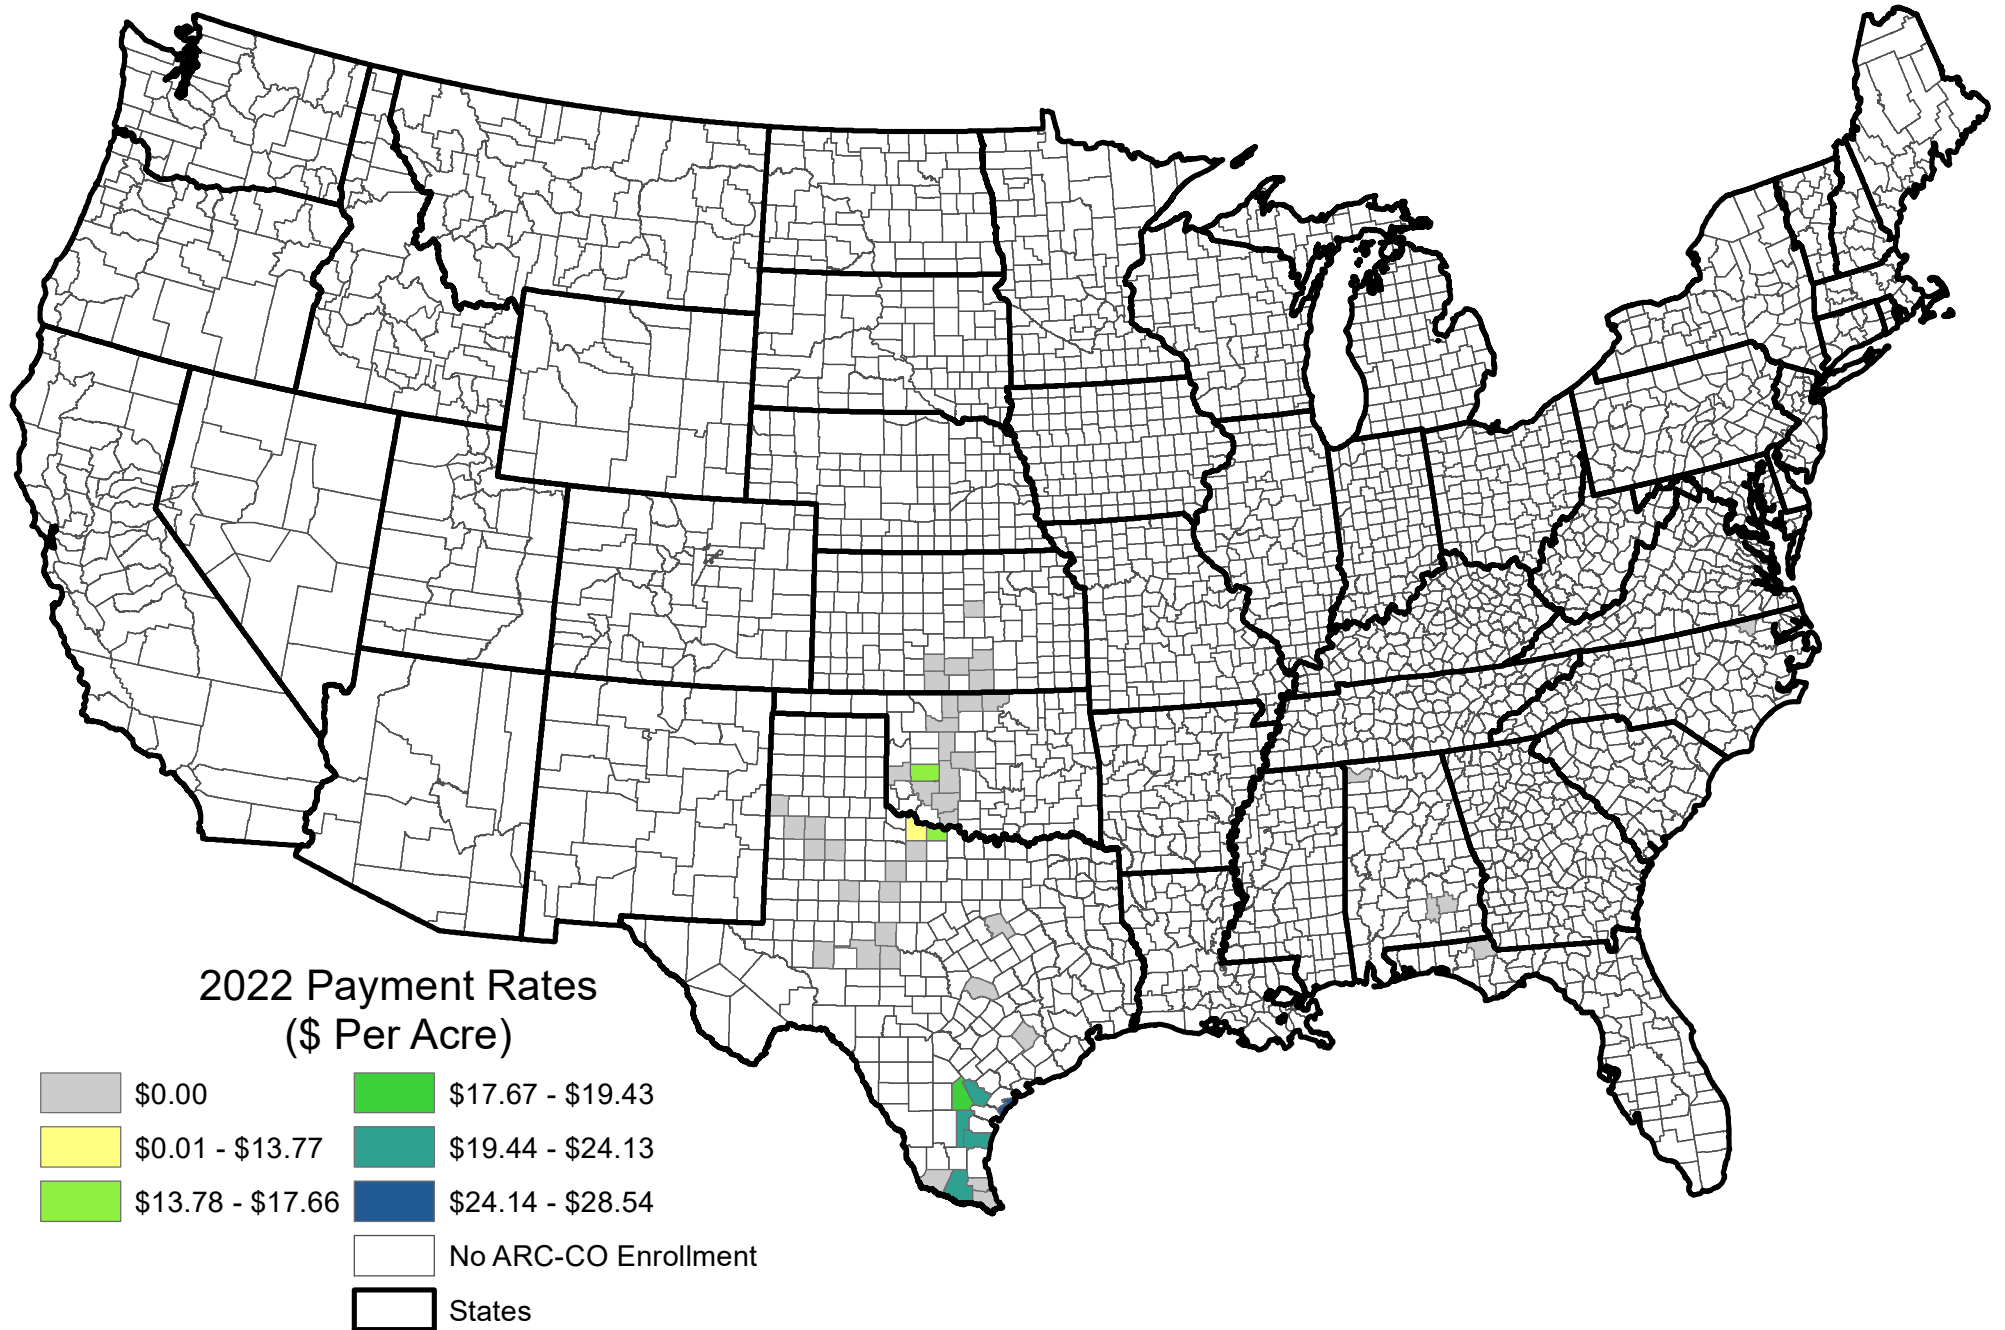 2022 Payment Rates
($ Per Acre)
$0.00
$0.01 - $13.77
$13.78 - $17.66
$17.67 - $19.43
$19.44 - $24.13
$24.14 - $28.54
No ARC-CO Enrollment
States